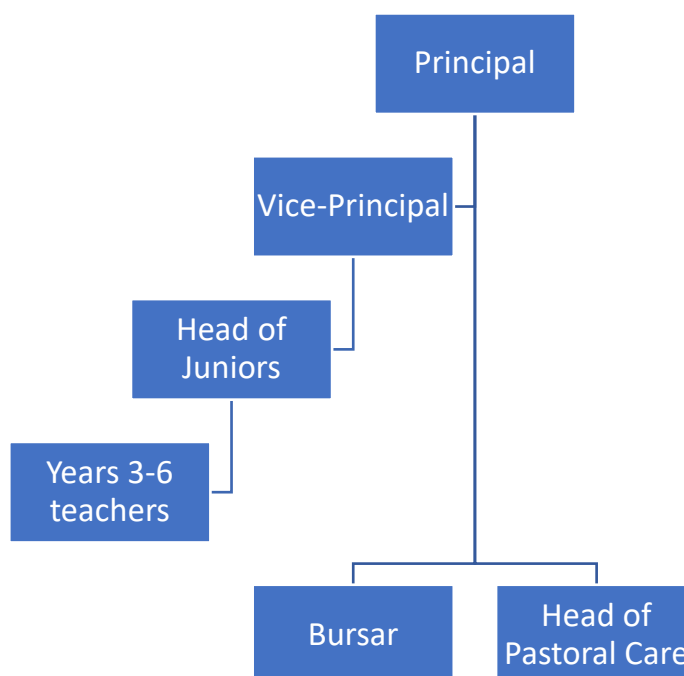 Principal
Vice-Principal
Head of
Juniors
Years 3-6
teachers
Bursar
Head of
Pastoral Care